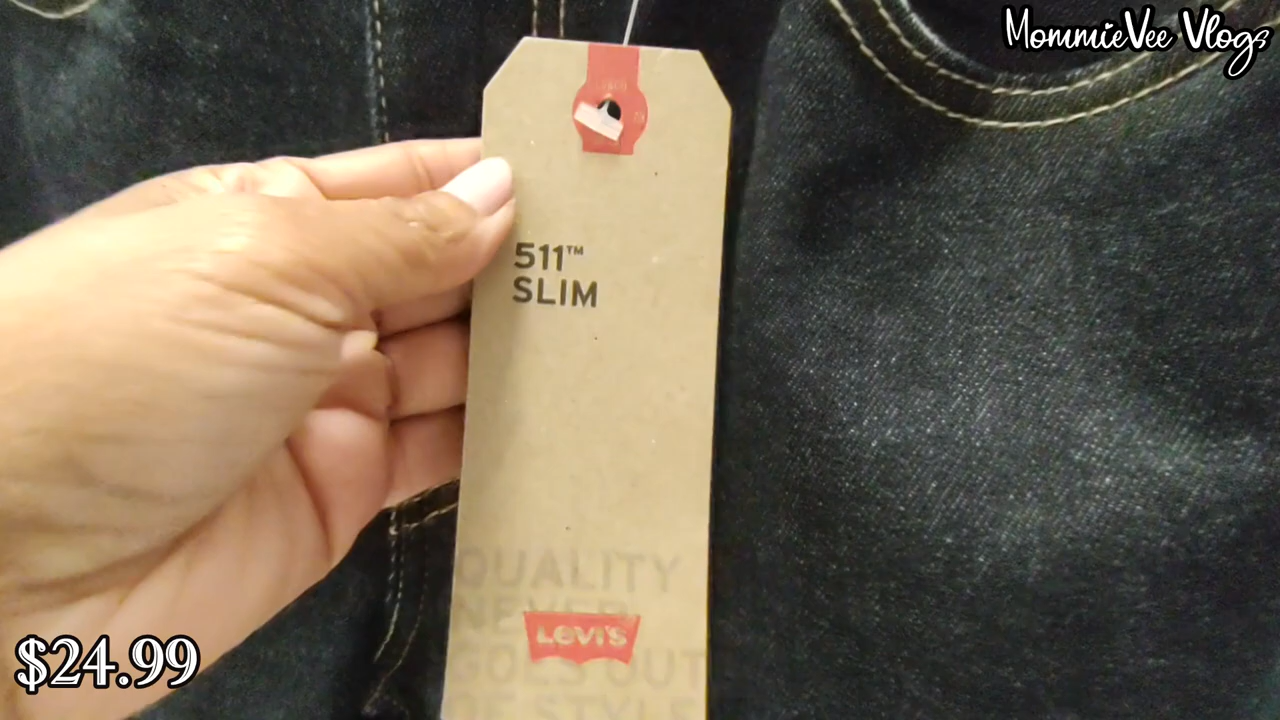 MommieVee Vlogs
511™
SLIM
QUALITY
NEVER
Levi's
GOES OUT
OF STYLE
$24.99